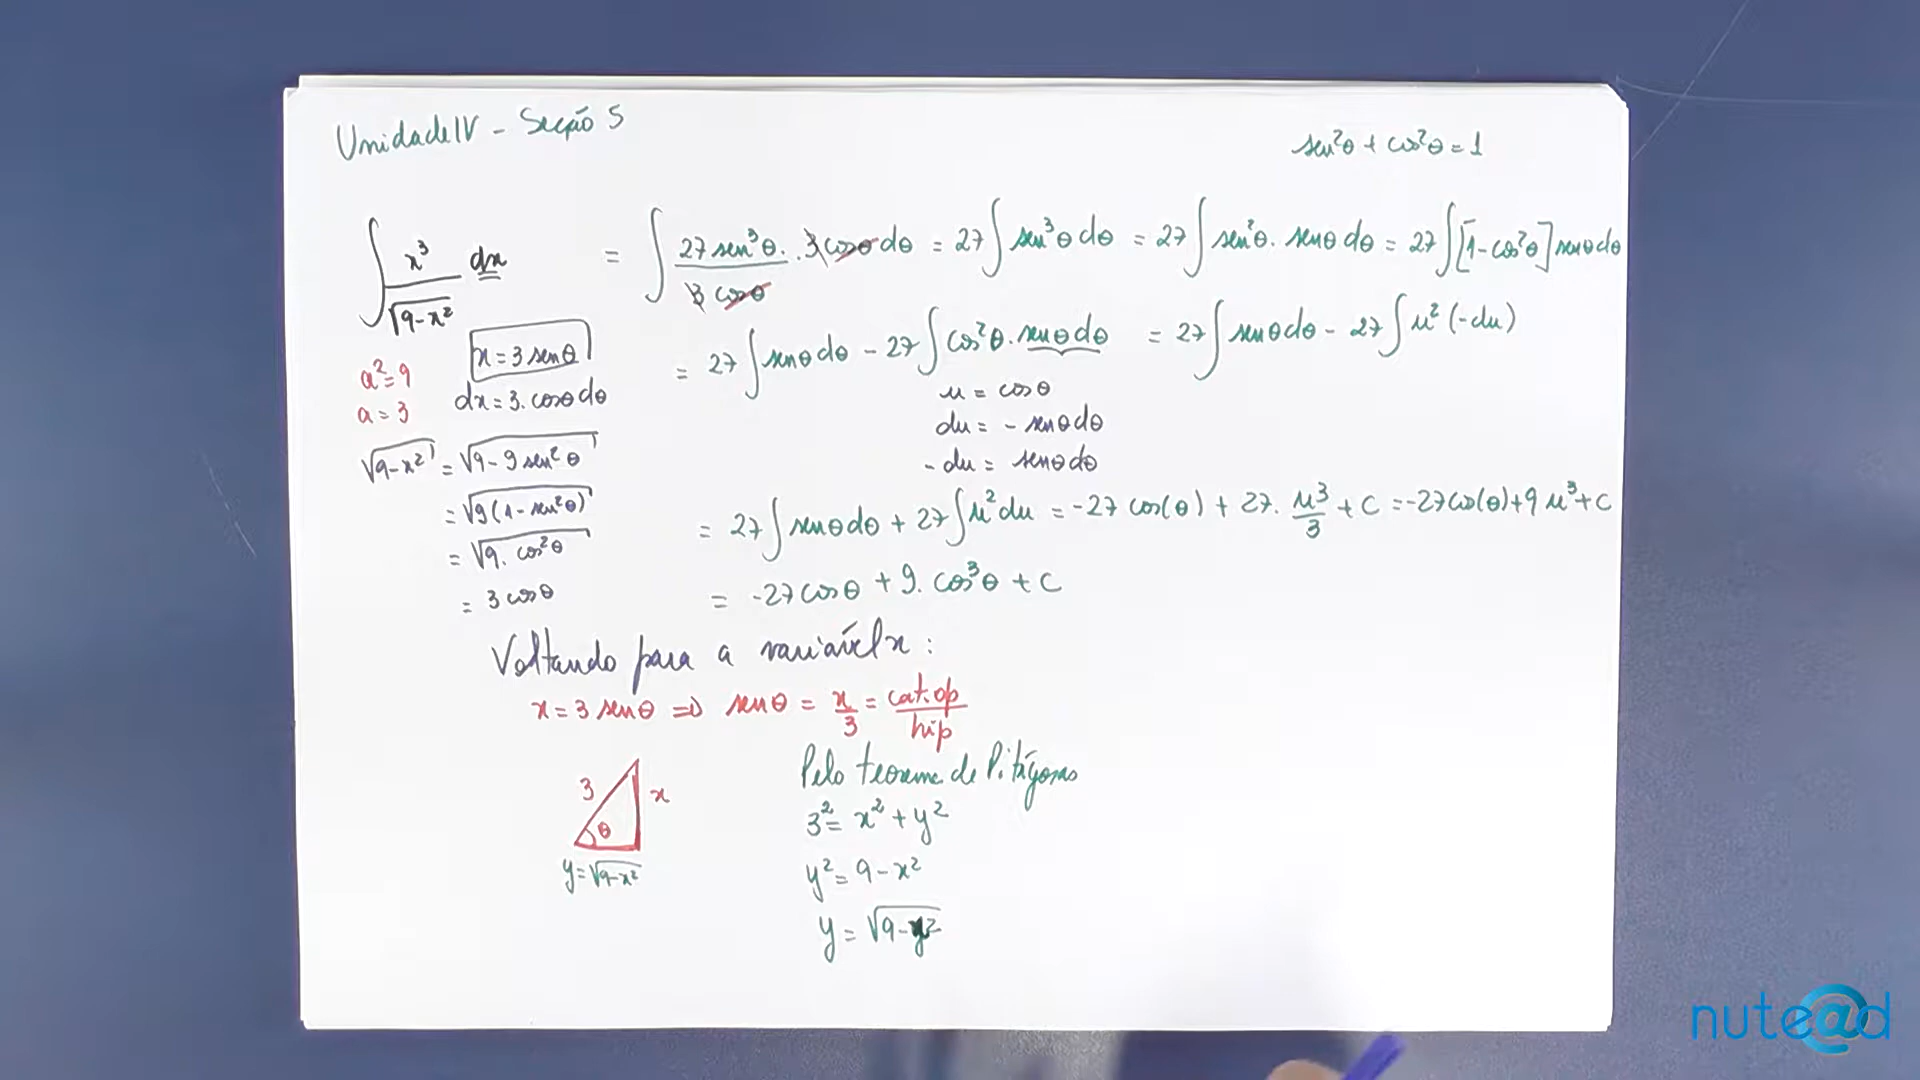 Unidade IV - Seção 5
sen²θ + cos²θ = 1
∫ x³/√(9-x²) dx = ∫ 27 sen³θ/(3 cosθ) . 3 cosθ dθ = 27 ∫ sen³θ dθ = 27 ∫ sen²θ . senθ dθ = 27 ∫ [1-cos²θ] senθ dθ
a² = 9
a = 3
x = 3 senθ
dx = 3. cosθ dθ
= 27 ∫ senθ dθ - 27 ∫ cos²θ . senθ dθ = 27 ∫ senθ dθ - 27 ∫ u² (-du)
u = cosθ
du = - senθ dθ
- du = senθ dθ
√(9-x²) = √(9-9 sen²θ)
= √(9(1-sen²θ))
= √(9. cos²θ)
= 3 cosθ
= 27 ∫ senθ dθ + 27 ∫ u² du = -27 cos(θ) + 27. u³/3 + C = -27cos(θ) + 9 u³ + C
= -27 cosθ + 9. cos³θ + C
Voltando para a variável x :
x = 3 senθ ⇒ senθ = x/3 = cat.op/hip
3
x
θ
y = √(9-x²)
Pelo teorema de Pitágoras
3² = x² + y²
y² = 9 - x²
y = √(9-x²)
nutead